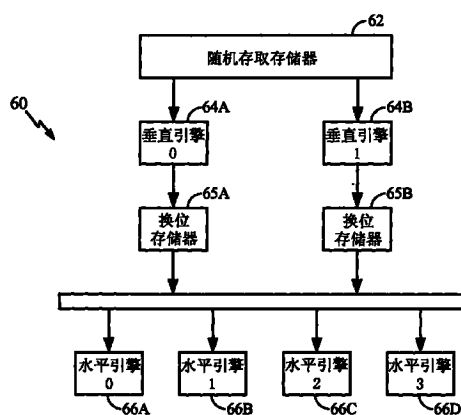 62
随机存取存储器
60
64A
64B
垂直引擎
0
垂直引擎
1
65A
65B
换位
存储器
换位
存储器
水平引擎
0
水平引擎
1
水平引擎
2
水平引擎
3
66A
66B
66C
66D